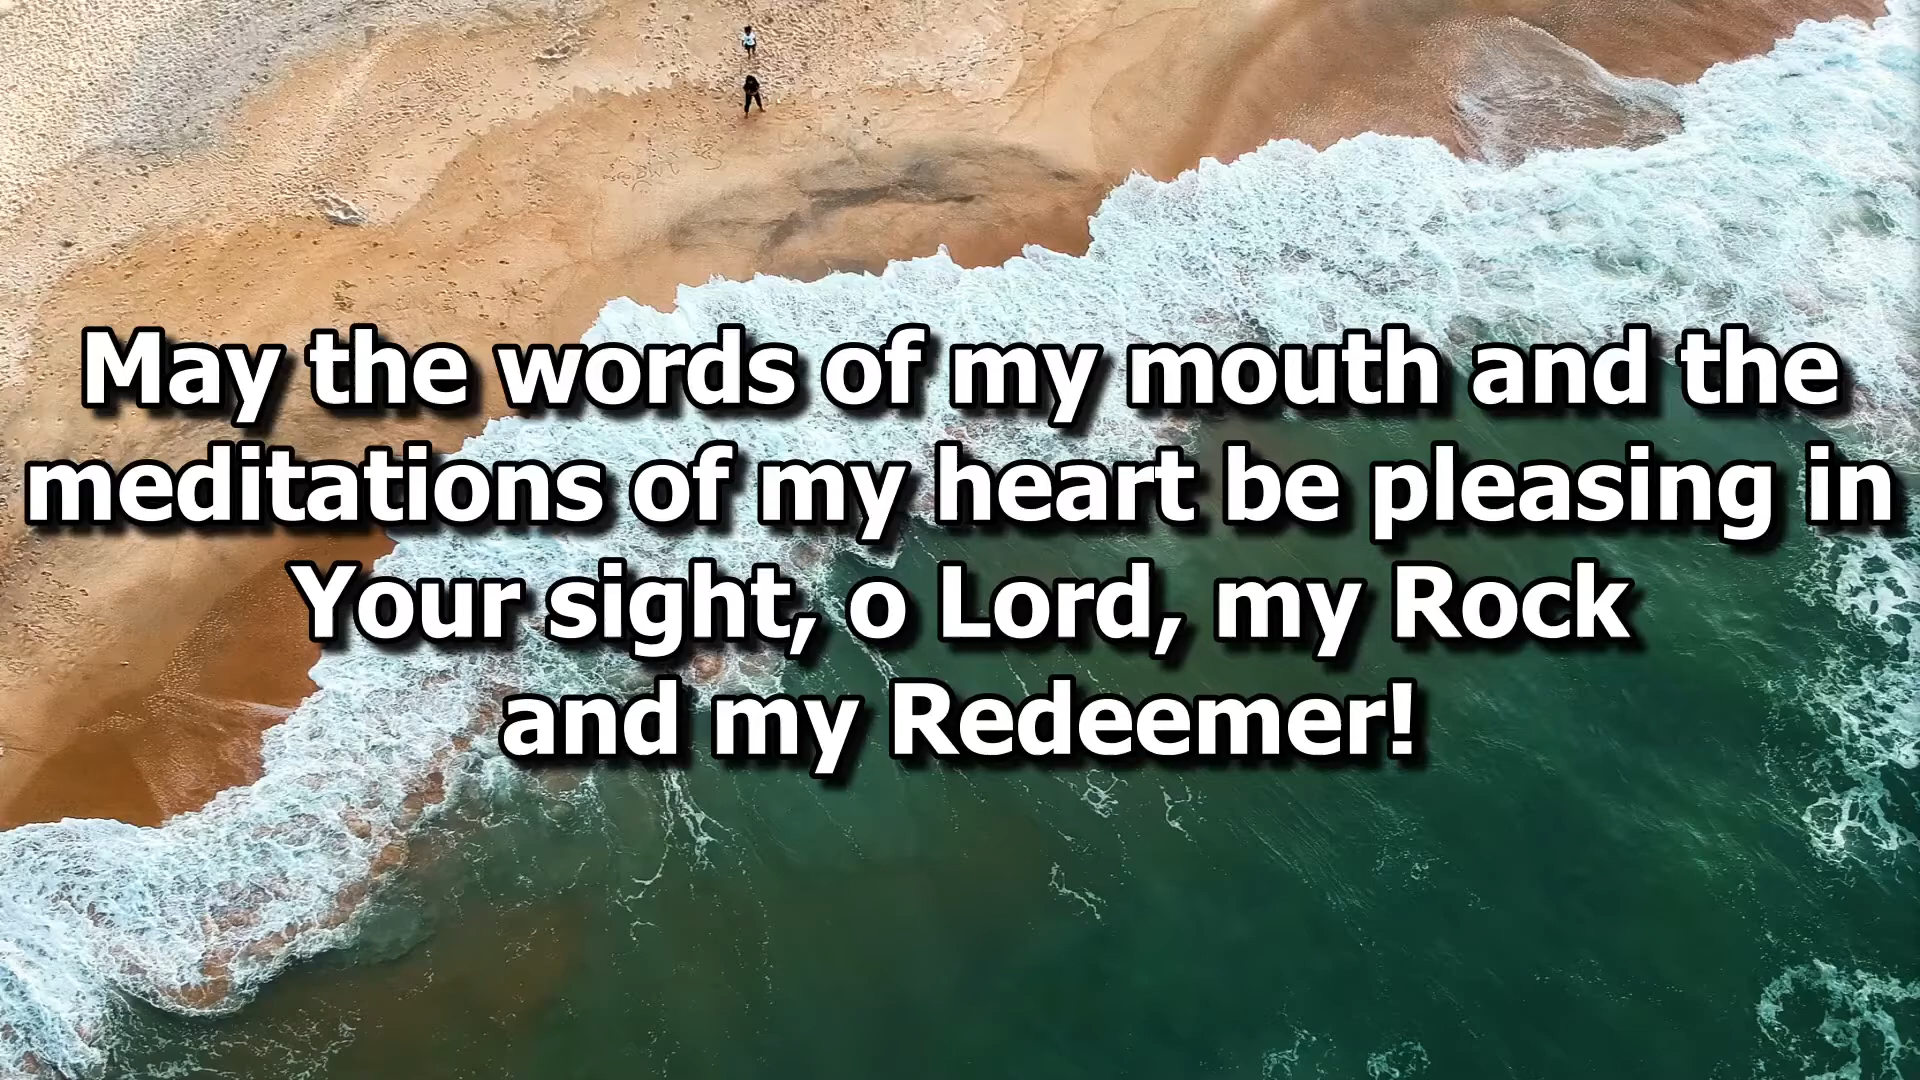 May the words of my mouth and the
meditations of my heart be pleasing in
Your sight, o Lord, my Rock
and my Redeemer!